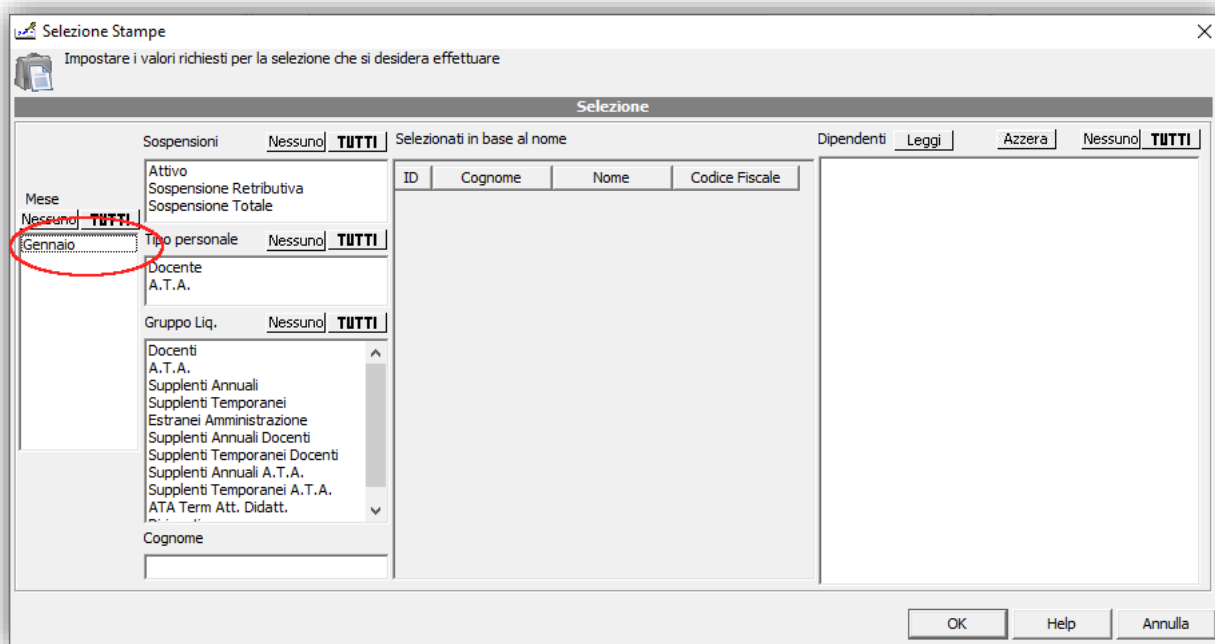 Selezione Stampe
Impostare i valori richiesti per la selezione che si desidera effettuare
Selezione
Mese
Nessuno TUTTI
Gennaio
Sospensioni Nessuno TUTTI
Attivo
Sospensione Retributiva
Sospensione Totale
Tipo personale Nessuno TUTTI
Docente
A.T.A.
Gruppo Liq. Nessuno TUTTI
Docenti
A.T.A.
Supplenti Annuali
Supplenti Temporanei
Estranei Amministrazione
Supplenti Annuali Docenti
Supplenti Temporanei Docenti
Supplenti Annuali A.T.A.
Supplenti Temporanei A.T.A.
ATA Term Att. Didatt.
Cognome
Selezionati in base al nome
ID Cognome Nome Codice Fiscale
Dipendenti Leggi Azzera Nessuno TUTTI
OK Help Annulla